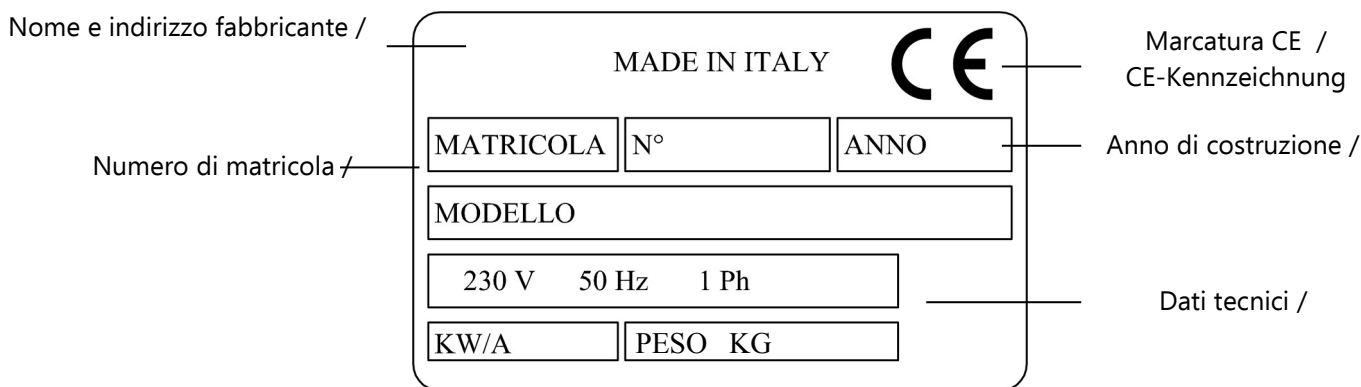 Nome e indirizzo fabbricante /
MADE IN ITALY
CE
Marcatura CE /
CE-Kennzeichnung
MATRICOLA N° ANNO
Numero di matricola /
Anno di costruzione /
MODELLO
230 V 50 Hz 1 Ph
Dati tecnici /
KW/A PESO KG